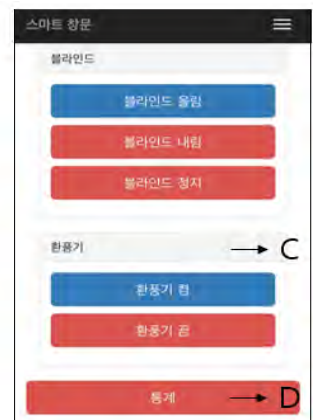 스마트 창문
블라인드
블라인드 올림
블라인드 내림
블라인드 정지
환풍기
C
환풍기 켬
환풍기 끔
통계
D